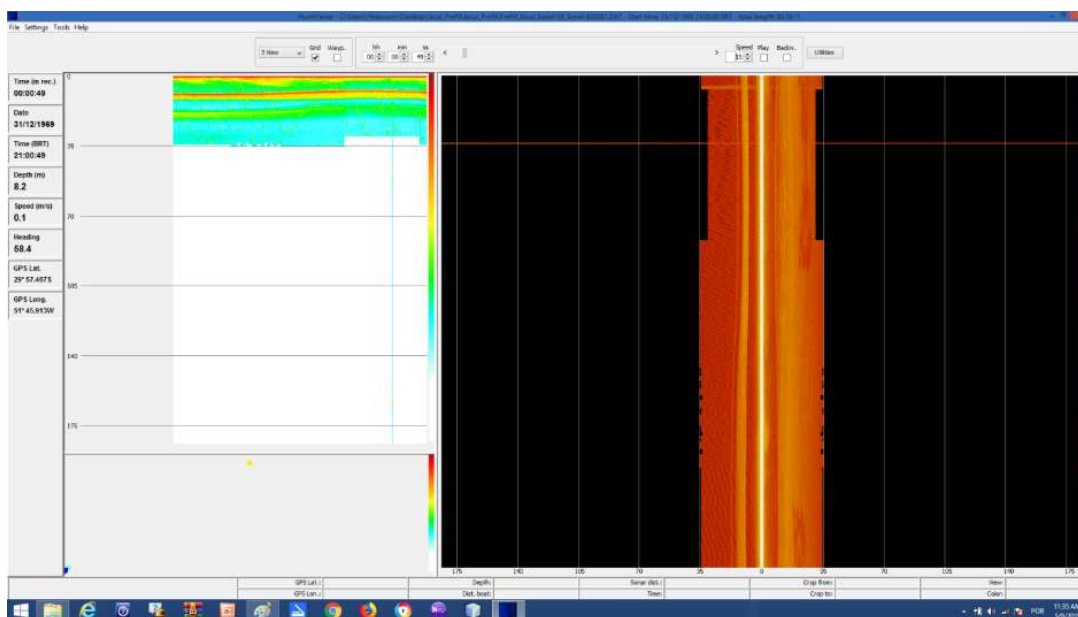 File Settings Tools Help
3 View
Grid
Wayp.
hh
mm
ss
00
00
49
<
>
Speed
Play
Backw.
15
Utilities
Time (in rec.)
00:00:49
Date
31/12/1969
Time (BRT)
21:00:49
Depth (m)
8.2
Speed (m/s)
0.1
Heading
58.4
GPS Lat.
29° 57.467S
GPS Long.
51° 45.913W
0
35
70
105
140
175
175 140 105 70 35 0 35 70 105 140 175
GPS Lat.: Depth: Sonar dist.: Crop from: View:
GPS Lon.: Dist. boat: Time: Crop to: Color:
POR
11:35 AM